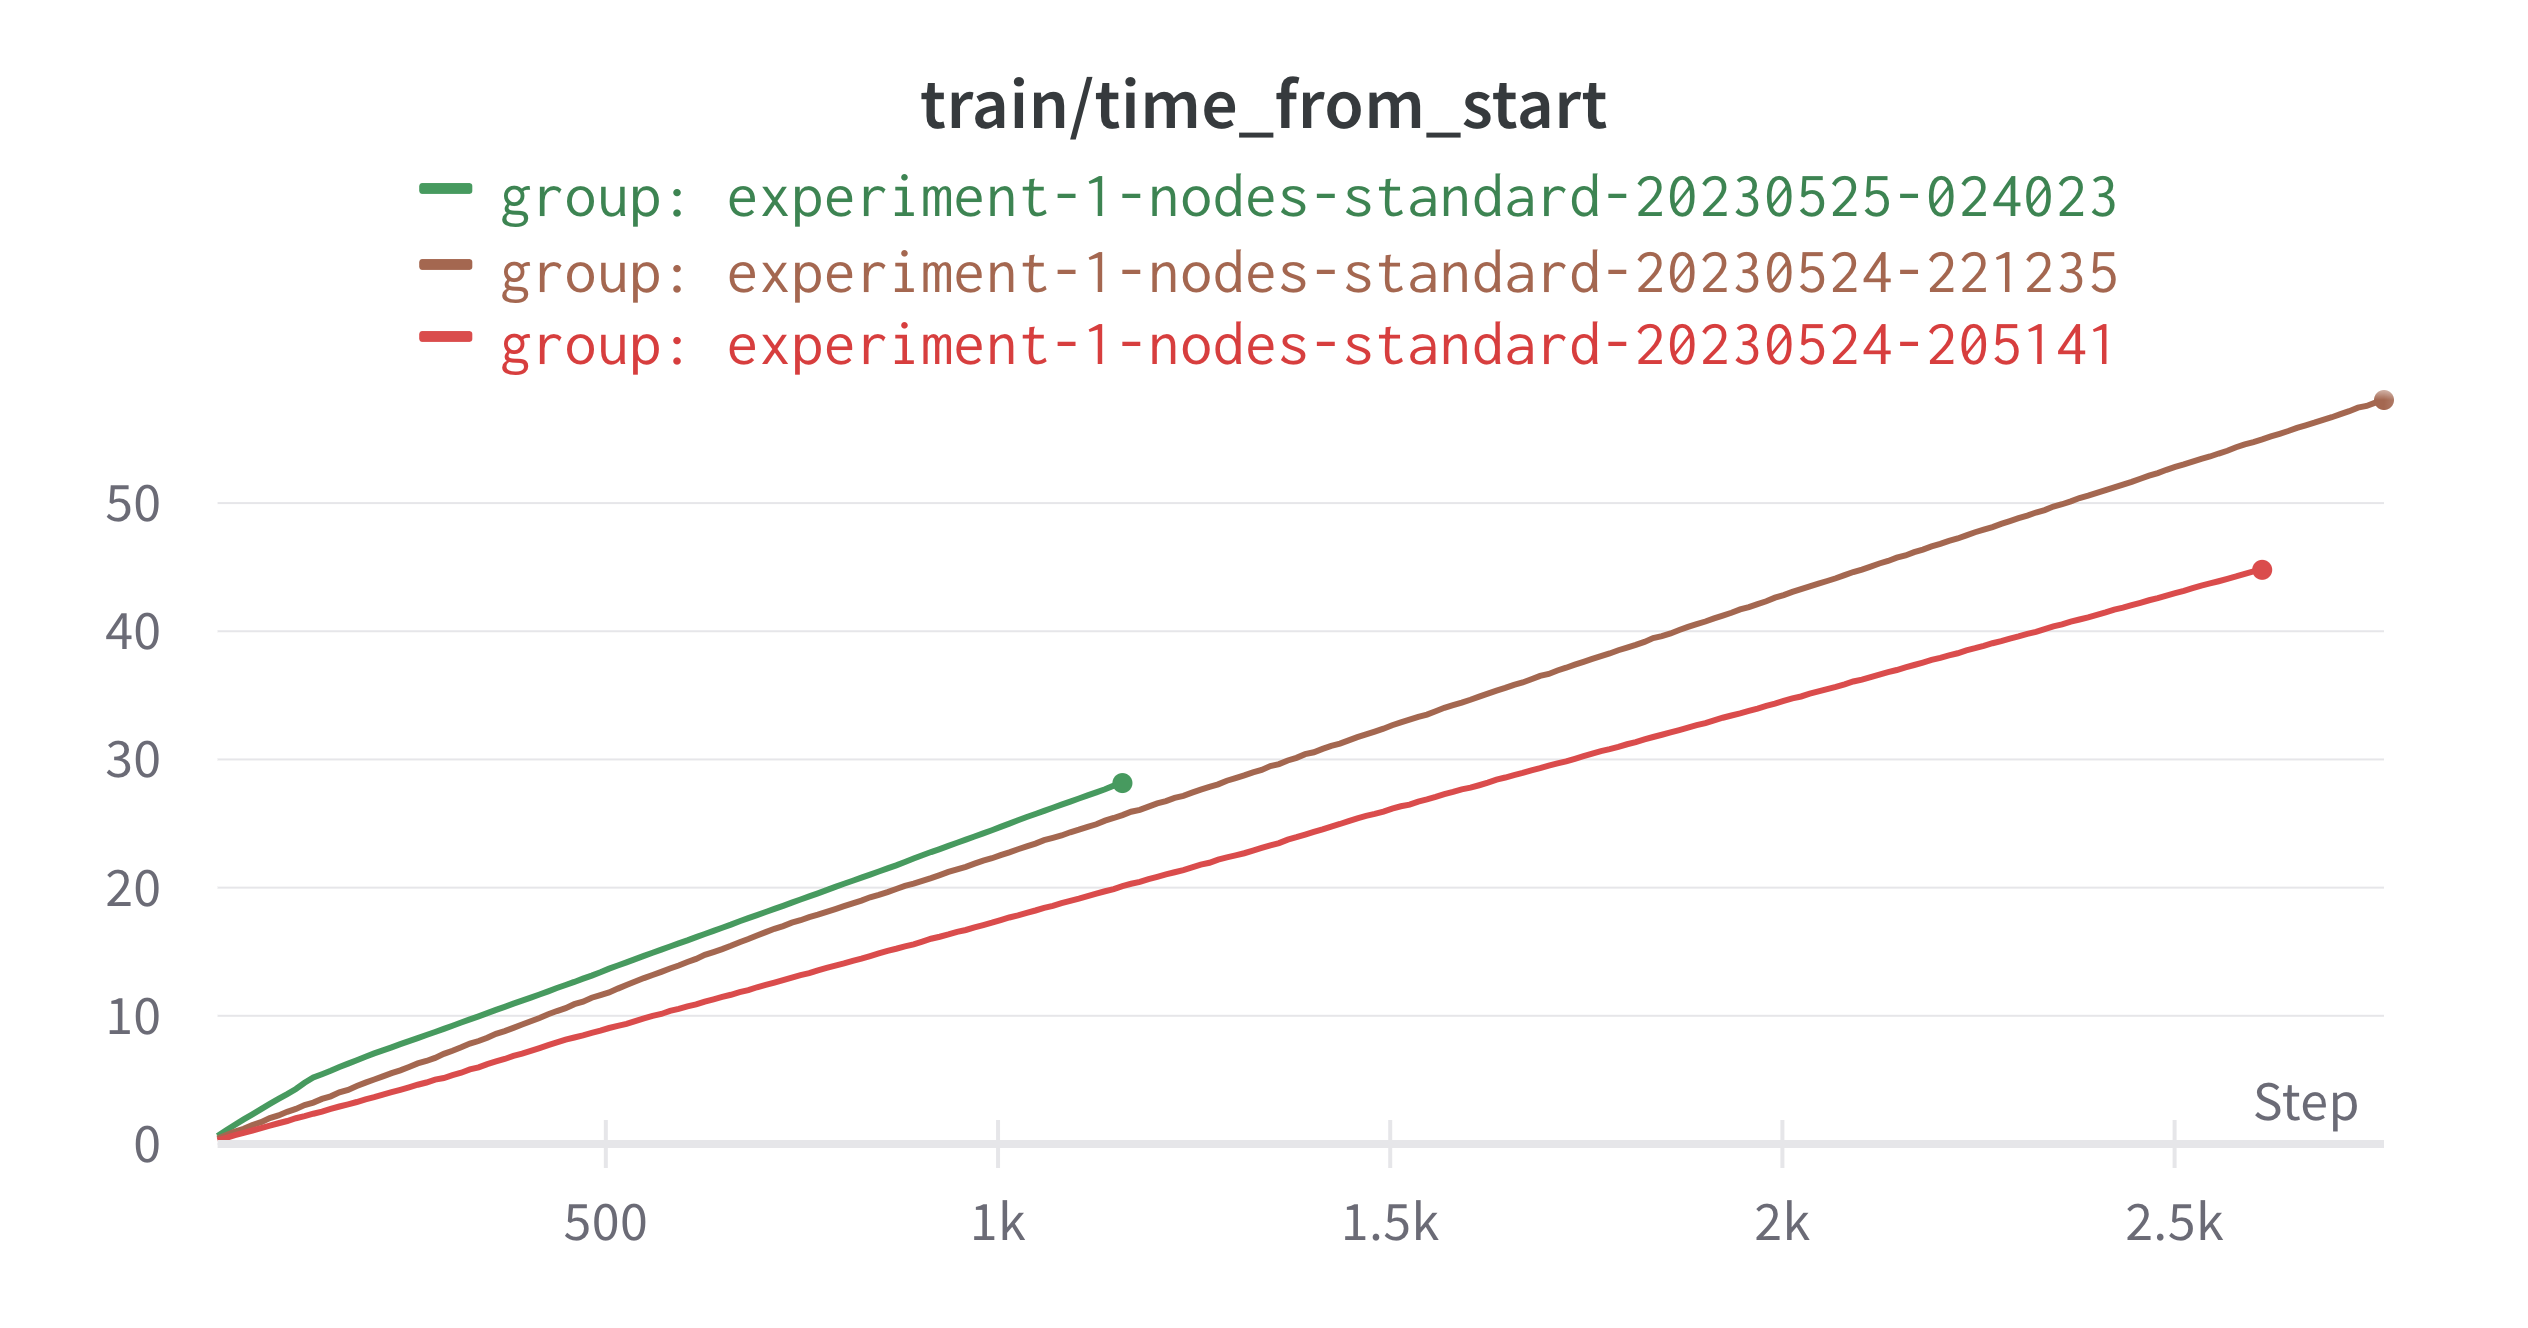 train/time_from_start
group: experiment-1-nodes-standard-20230525-024023
group: experiment-1-nodes-standard-20230524-221235
group: experiment-1-nodes-standard-20230524-205141
50
40
30
20
10
0
Step
500 1k 1.5k 2k 2.5k